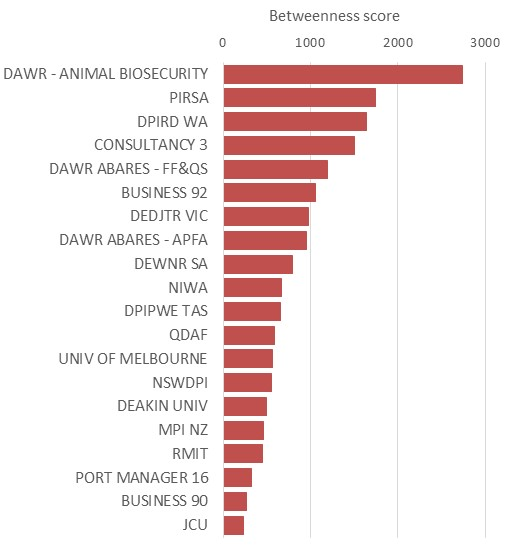 Betweenness score
0 1000 2000 3000
DAWR - ANIMAL BIOSECURITY
PIRSA
DPIRD WA
CONSULTANCY 3
DAWR ABARES - FF&QS
BUSINESS 92
DEDJTR VIC
DAWR ABARES - APFA
DEWNR SA
NIWA
DPIPWE TAS
QDAF
UNIV OF MELBOURNE
NSWDPI
DEAKIN UNIV
MPI NZ
RMIT
PORT MANAGER 16
BUSINESS 90
JCU